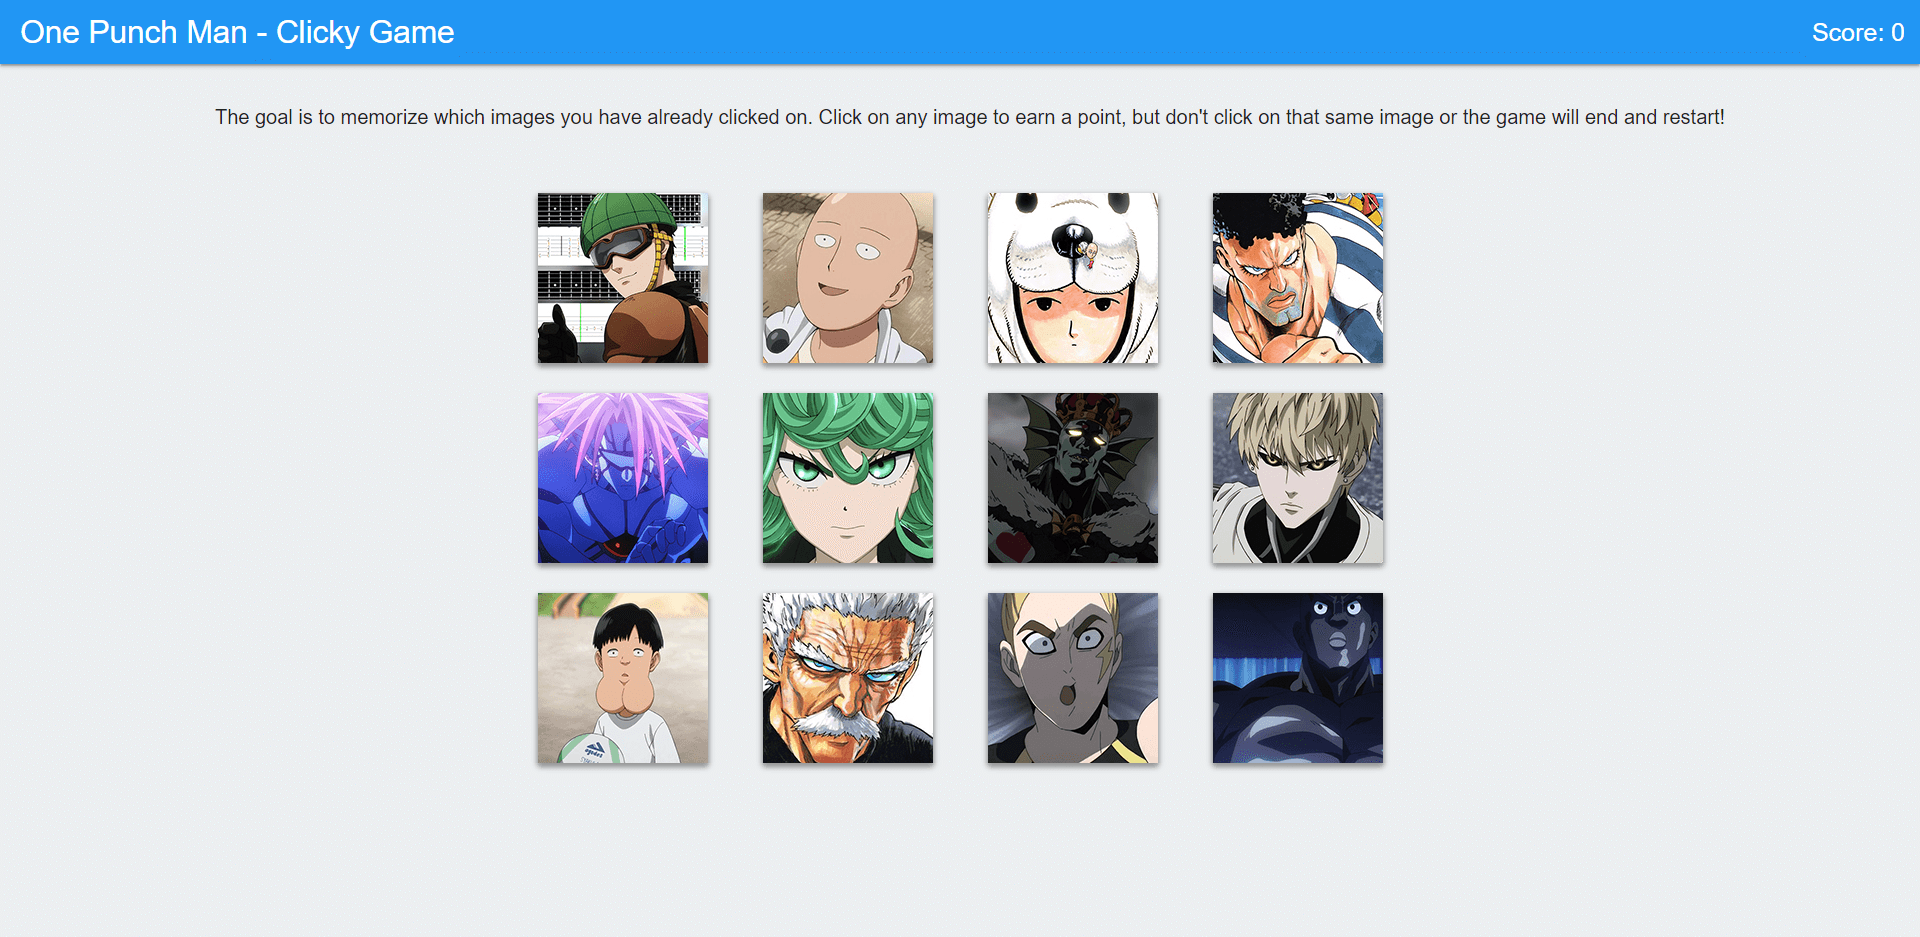 One Punch Man - Clicky Game
Score: 0
The goal is to memorize which images you have already clicked on. Click on any image to earn a point, but don't click on that same image or the game will end and restart!